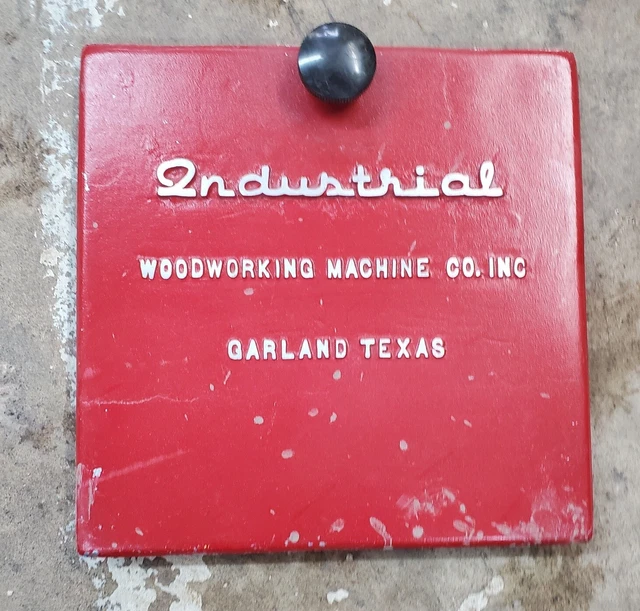 Industrial
WOODWORKING MACHINE CO. INC
GARLAND TEXAS